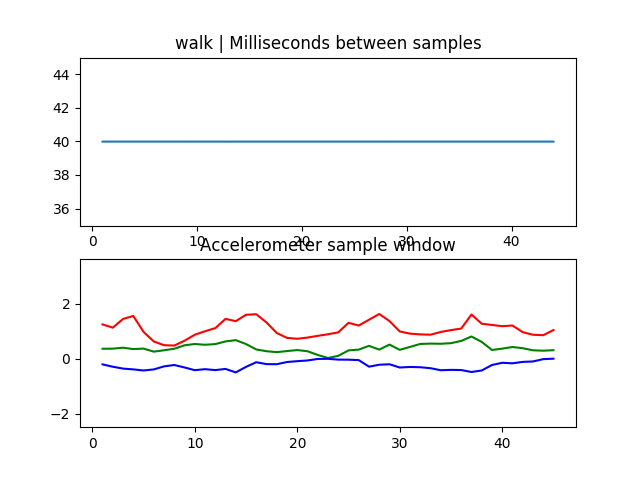 walk | Milliseconds between samples
44
42
40
38
36
0 10 20 30 40
Accelerometer sample window
2
0
−2
0 10 20 30 40